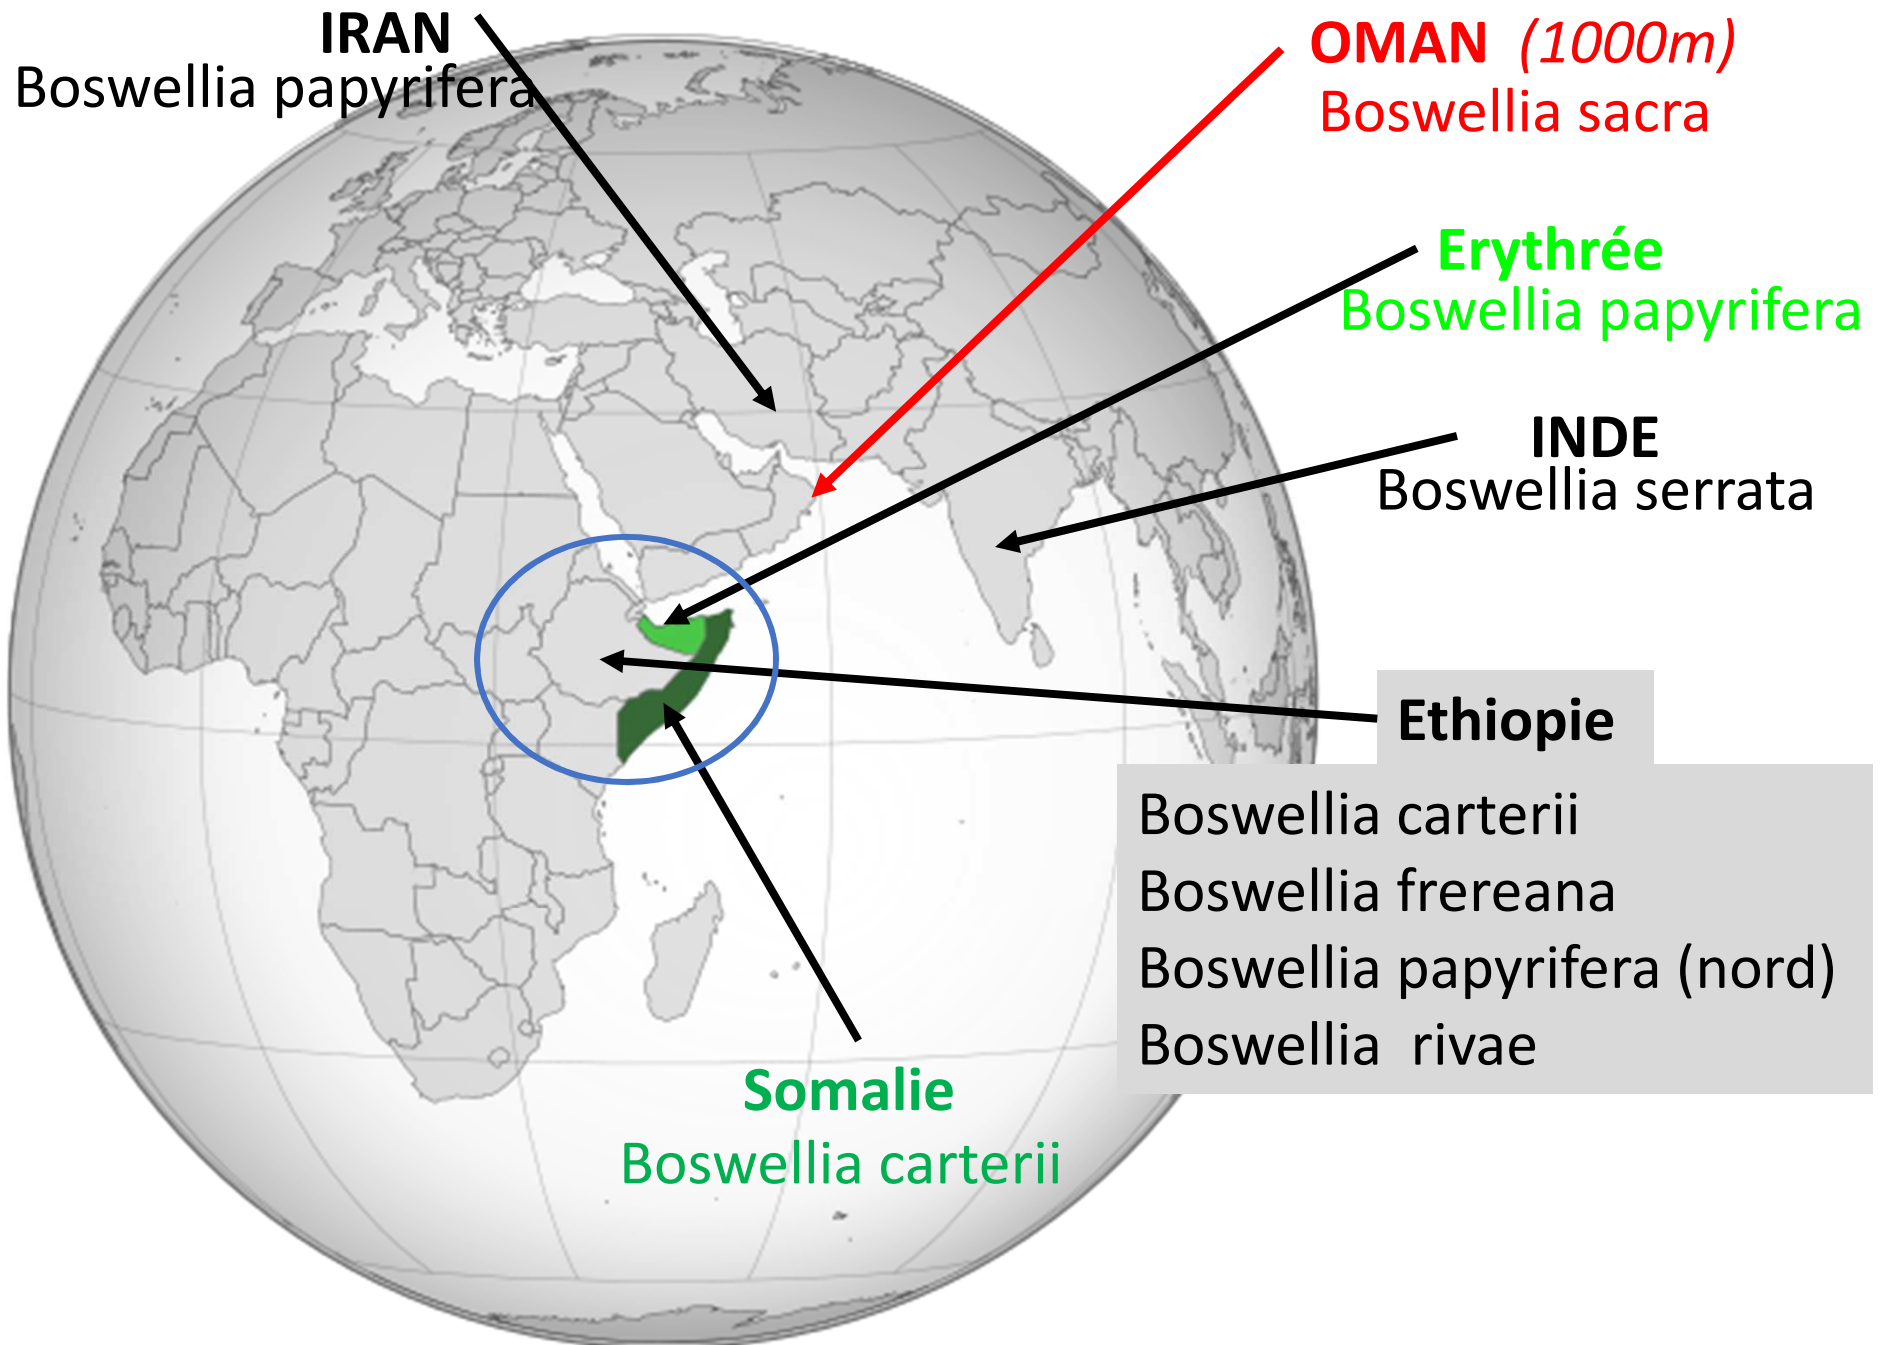 IRAN
Boswellia papyrifera
OMAN (1000m)
Boswellia sacra
Erythrée
Boswellia papyrifera
INDE
Boswellia serrata
Ethiopie
Boswellia carterii
Boswellia frereana
Boswellia papyrifera (nord)
Boswellia rivae
Somalie
Boswellia carterii